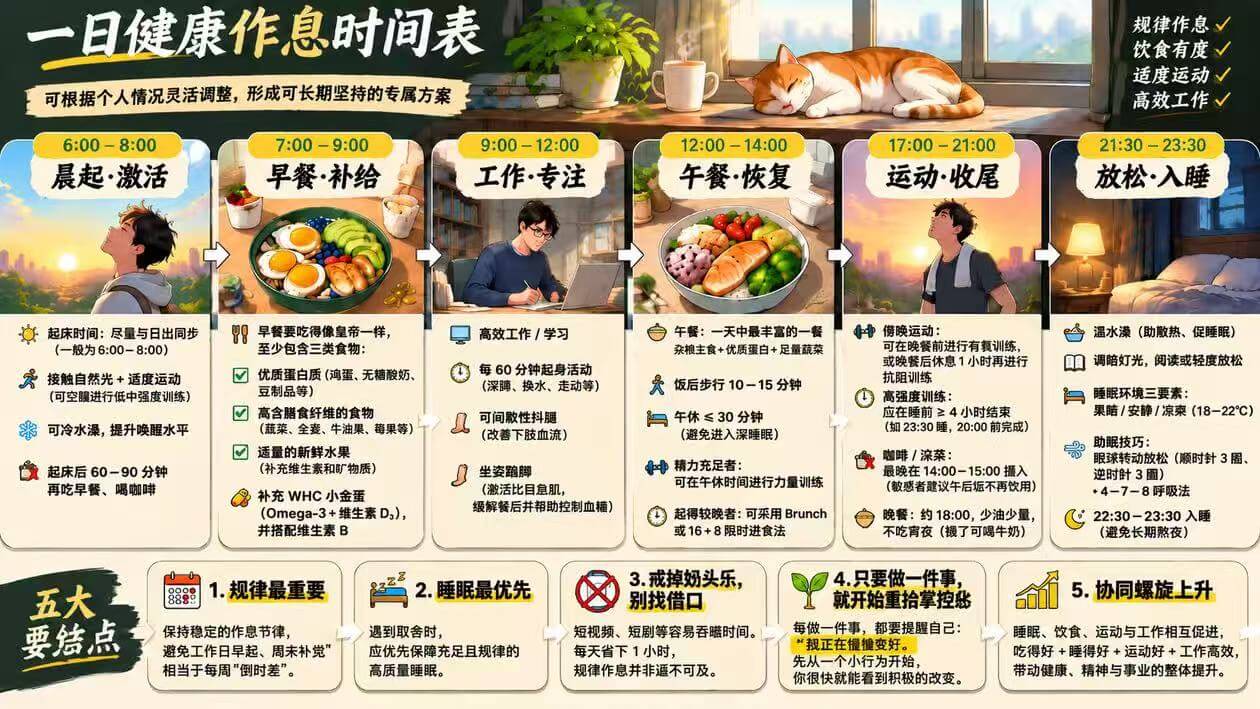 一日健康作息时间表
可根据个人情况灵活调整，形成可长期坚持的专属方案
规律作息 ✓
饮食有度 ✓
适度运动 ✓
高效工作 ✓
6:00－8:00
晨起·激活
起床时间：尽量与日出同步
（一般为 6:00－8:00）
接触自然光＋适度运动
（可空腹进行低中强度训练）
可冷水澡，提升唤醒水平
起床后 60－90 分钟
再吃早餐、喝咖啡
7:00－9:00
早餐·补给
早餐要吃得像皇帝一样，
至少包含三类食物：
优质蛋白质（鸡蛋、无糖酸奶、
豆制品等）
高含膳食纤维的食物
（蔬菜、全麦、牛油果、莓果等）
适量的新鲜水果
（补充维生素和矿物质）
补充 WHC 小金蛋
（Omega-3＋维生素 D₃），
并搭配维生素 B
9:00－12:00
工作·专注
高效工作 / 学习
每 60 分钟起身活动
（深蹲、换水、走动等）
可间歇性抖腿
（改善下肢血流）
坐姿踮脚
（激活比目鱼肌，
缓解餐后并帮助控制血糖）
12:00－14:00
午餐·恢复
午餐：一天中最丰富的一餐
杂粮主食＋优质蛋白＋足量蔬菜
饭后步行 10－15 分钟
午休 ≤ 30 分钟
（避免进入深睡眠）
精力充足者：
可在午休时间进行力量训练
起得较晚者：可采用 Brunch
或 16＋8 限时进食法
17:00－21:00
运动·收尾
傍晚运动：
可在晚餐前进行有氧训练，
或晚餐后休息 1 小时再进行
抗阻训练
高强度训练：
应在睡前 ≥ 4 小时结束
（如 23:30 睡，20:00 前完成）
咖啡 /
最晚在 14:00－15:00 摄入
（敏感者建议午后 不再饮用）
晚餐：约 18:00，少油少量，
不吃宵夜（ 了可喝牛奶）
21:30－23:30
放松·入睡
温水澡（助散热、促睡眠）
调暗灯光，阅读或轻度放松
睡眠环境三要素：
 / 安静 / 凉爽（18－22℃）
助眠技巧：
眼球转动放松（顺时针 3 圈、
逆时针 3 圈）
• 4－7－8 呼吸法
22:30－23:30 入睡
（避免长期熬夜）
五大
要结点
1. 规律最重要
保持稳定的作息节律，
避免工作日早起、周末补觉”
相当于每周“倒时差”。
2. 睡眠最优先
遇到取舍时，
应优先保障充足且规律的
高质量睡眠。
3. 戒掉奶头乐，
别找借口
短视频、短剧等容易吞噬时间。
每天省下 1 小时，
规律作息并非遥不可及。
4.只要做一件事，
就开始重拾掌控
每做一件事，都要提醒自己：
“我正在慢慢变好。
先从一个小行为开始，
你很快就能看到积极的改变。
5. 协同螺旋上升
睡眠、饮食、运动与工作相互促进，
吃得好＋睡得好＋运动好＋工作高效，
带动健康、精神与事业的整体提升。